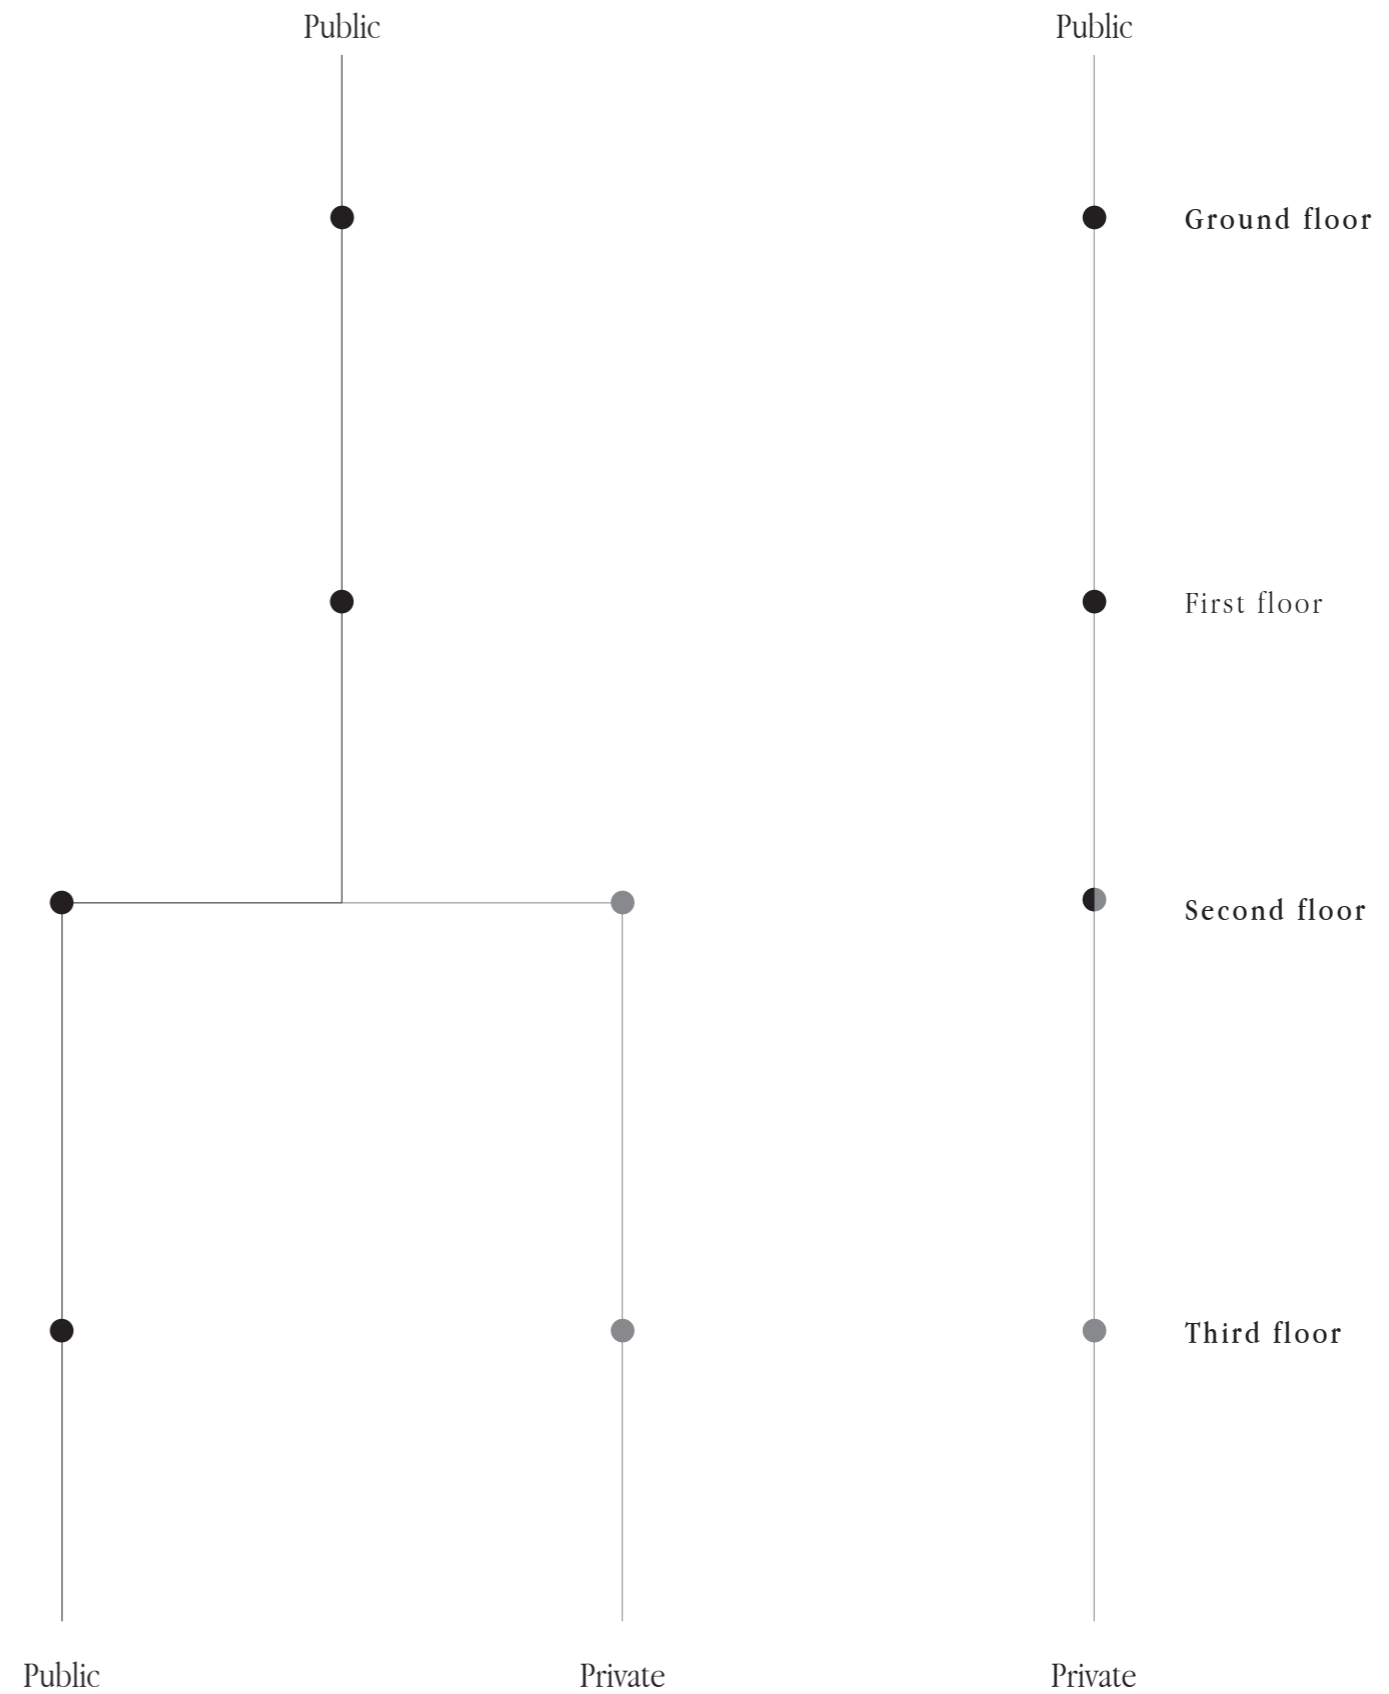 Public
Public
Ground floor
First floor
Second floor
Third floor
Public
Private
Private